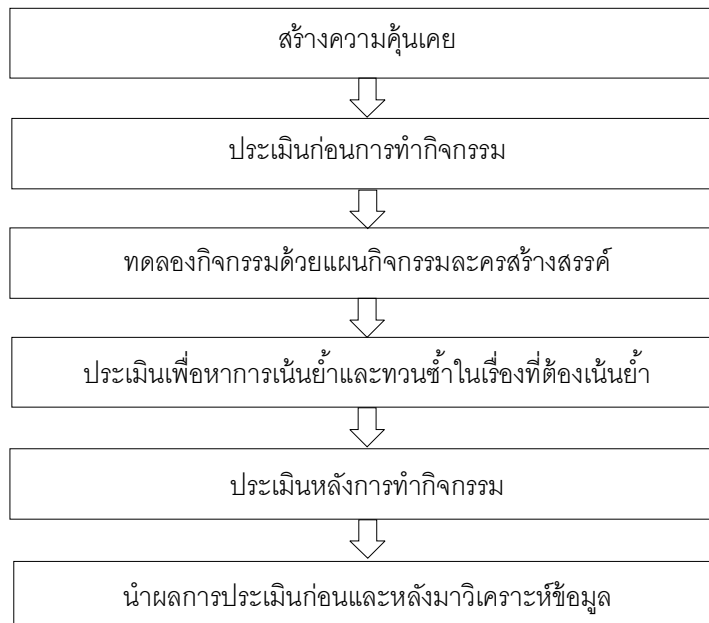 สร้างความคุ้นเคย
ประเมินก่อนการทำกิจกรรม
ทดลองกิจกรรมด้วยแผนกิจกรรมละครสร้างสรรค์
ประเมินเพื่อหาการเน้นย้ำและทวนซ้ำในเรื่องที่ต้องเน้นย้ำ
ประเมินหลังการทำกิจกรรม
นำผลการประเมินก่อนและหลังมาวิเคราะห์ข้อมูล